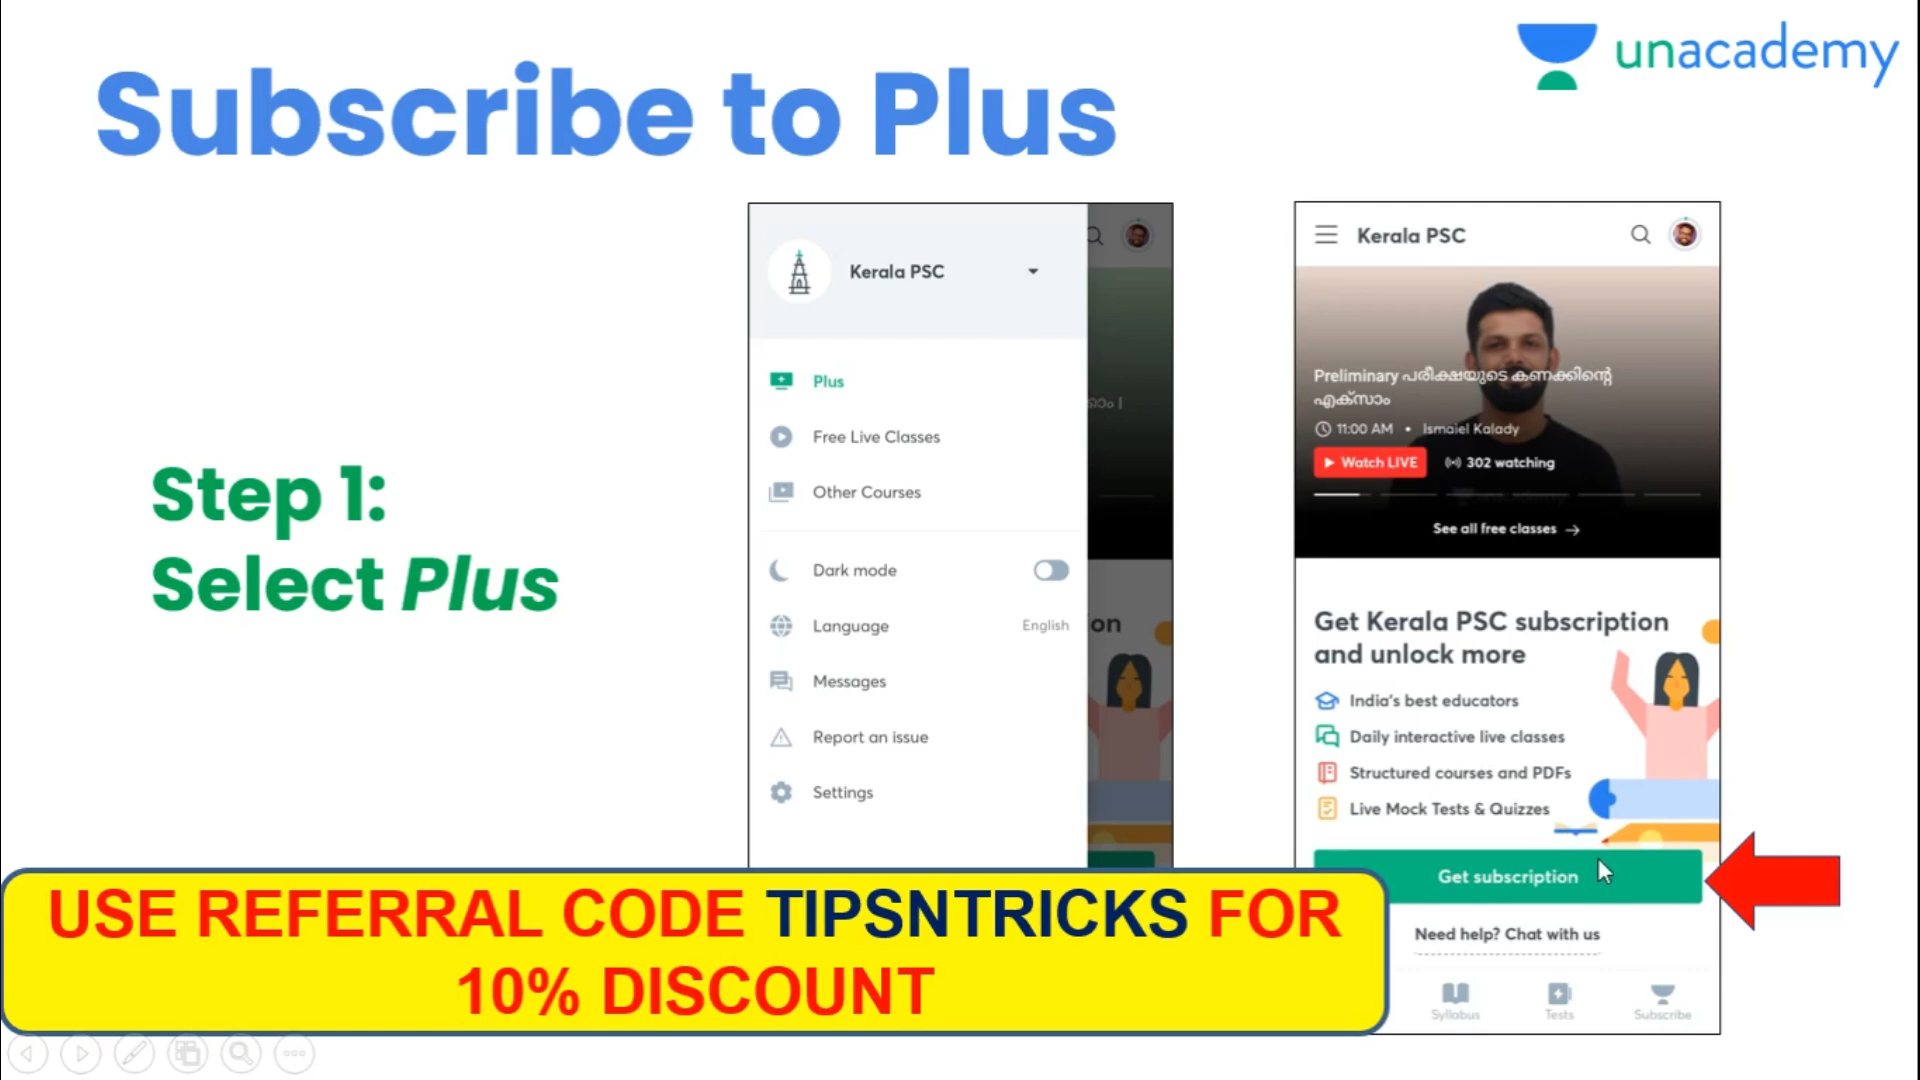 unacademy
Subscribe to Plus
Step 1:
Select Plus
Kerala PSC
Plus
Free Live Classes
Other Courses
Dark mode
Language English
Messages
Report an issue
Settings
on
Kerala PSC
Preliminary പരീക്ഷയുടെ കണക്കിന്റെ
എക്സാം
11:00 AM • Ismaiel Kalady
Watch LIVE 302 watching
See all free classes →
Get Kerala PSC subscription
and unlock more
India's best educators
Daily interactive live classes
Structured courses and PDFs
Live Mock Tests & Quizzes
Get subscription
Need help? Chat with us
Syllabus Tests Subscribe
USE REFERRAL CODE TIPSNTRICKS FOR
10% DISCOUNT